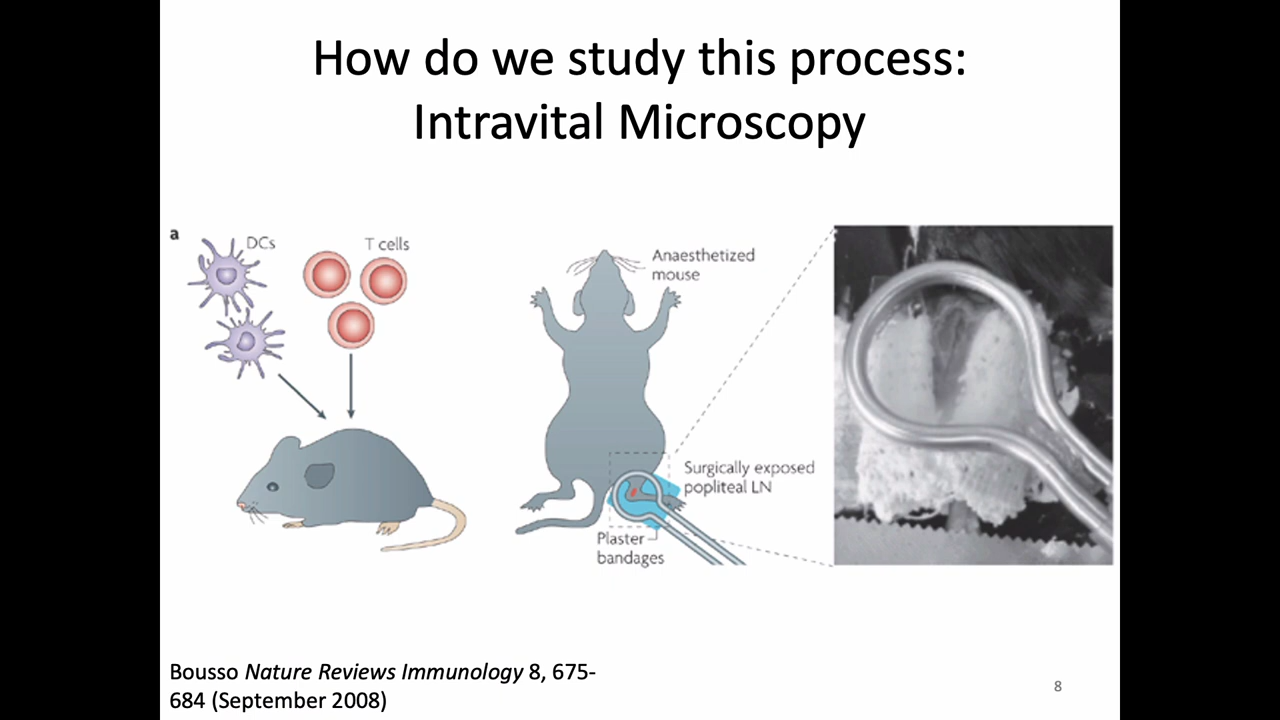 How do we study this process:
Intravital Microscopy
a
DCs
T cells
Anaesthetized
mouse
Surgically exposed
popliteal LN
Plaster
bandages
Bousso Nature Reviews Immunology 8, 675-
684 (September 2008)
8